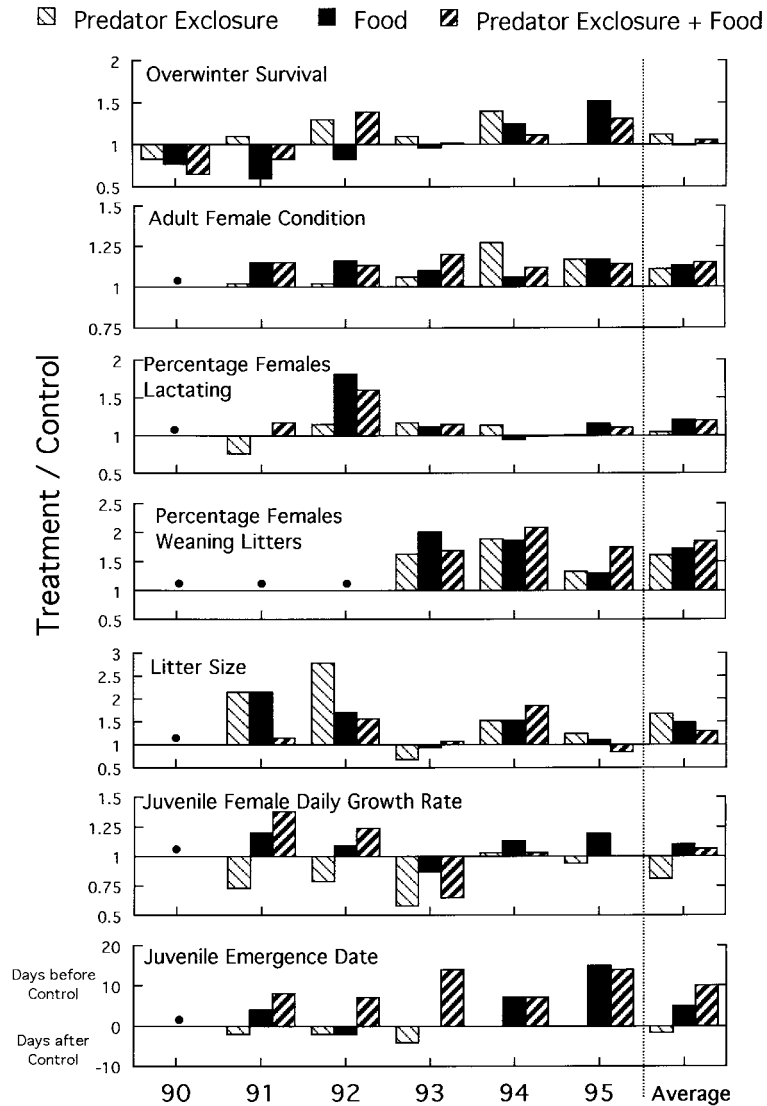 Predator Exclosure Food Predator Exclosure + Food
Treatment / Control
Overwinter Survival
2
1.5
1
0.5
Adult Female Condition
1.5
1.25
1
0.75
Percentage Females
Lactating
2
1.5
1
0.5
Percentage Females
Weaning Litters
2.5
2
1.5
1
0.5
Litter Size
3
2.5
2
1.5
1
0.5
Juvenile Female Daily Growth Rate
1.5
1.25
1
0.75
0.5
Juvenile Emergence Date
20
10
0
-10
Days before
Control
Days after
Control
90 91 92 93 94 95 Average